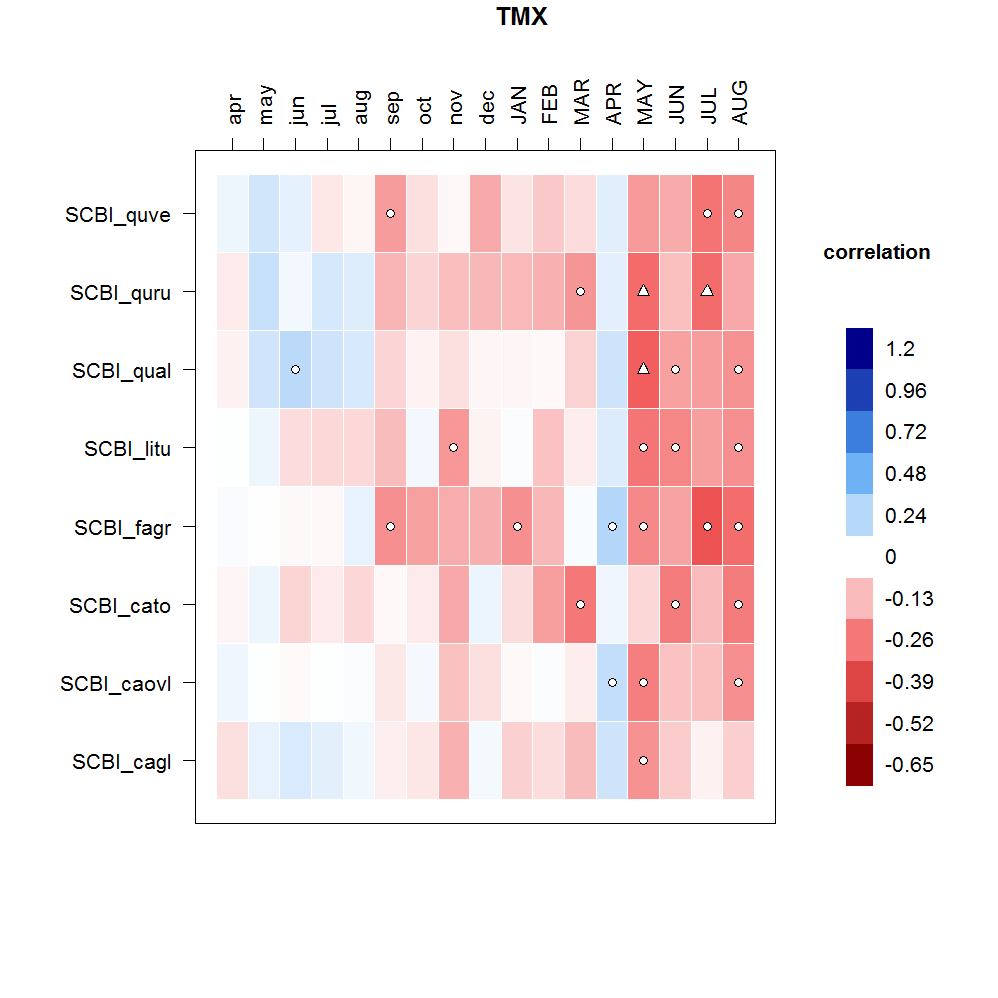 TMX
apr may jun jul aug sep oct nov dec JAN FEB MAR APR MAY JUN JUL AUG
SCBI_quve
SCBI_quru
SCBI_qual
SCBI_litu
SCBI_fagr
SCBI_cato
SCBI_caovl
SCBI_cagl
correlation
1.2
0.96
0.72
0.48
0.24
0
-0.13
-0.26
-0.39
-0.52
-0.65